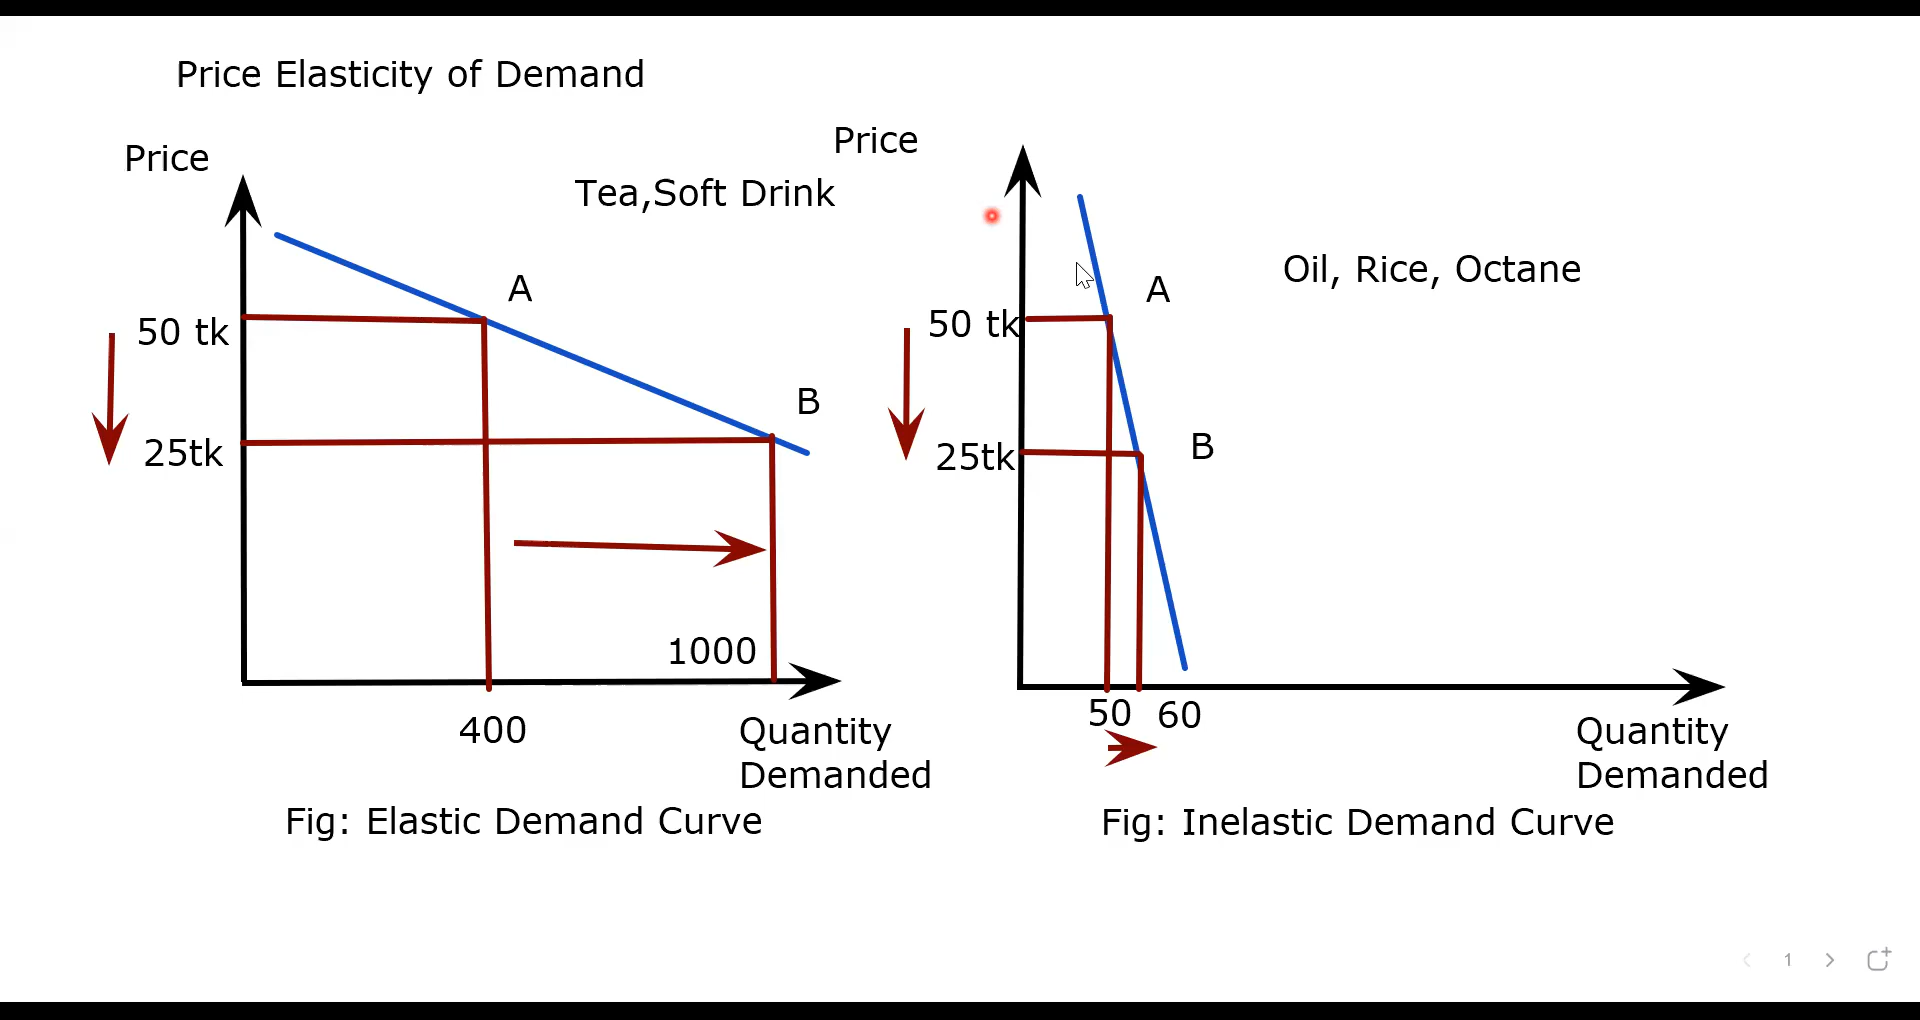 Price Elasticity of Demand
Price
Tea,Soft Drink
A
50 tk
B
25tk
1000
400
Quantity
Demanded
Fig: Elastic Demand Curve
Price
Oil, Rice, Octane
A
50 tk
B
25tk
50 60
Quantity
Demanded
Fig: Inelastic Demand Curve
1